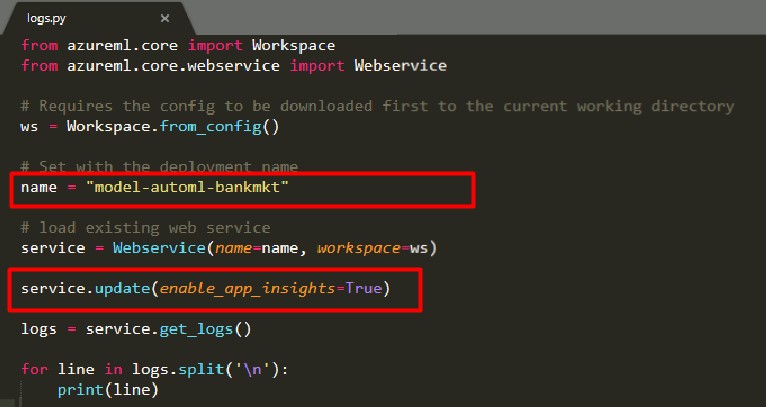 logs.py ×
from azureml.core import Workspace
from azureml.core.webservice import Webservice
# Requires the config to be downloaded first to the current working directory
ws = Workspace.from_config()
# Set with the deployment name
name = "model-automl-bankmkt"
# load existing web service
service = Webservice(name=name, workspace=ws)
service.update(enable_app_insights=True)
logs = service.get_logs()
for line in logs.split('\n'):
    print(line)